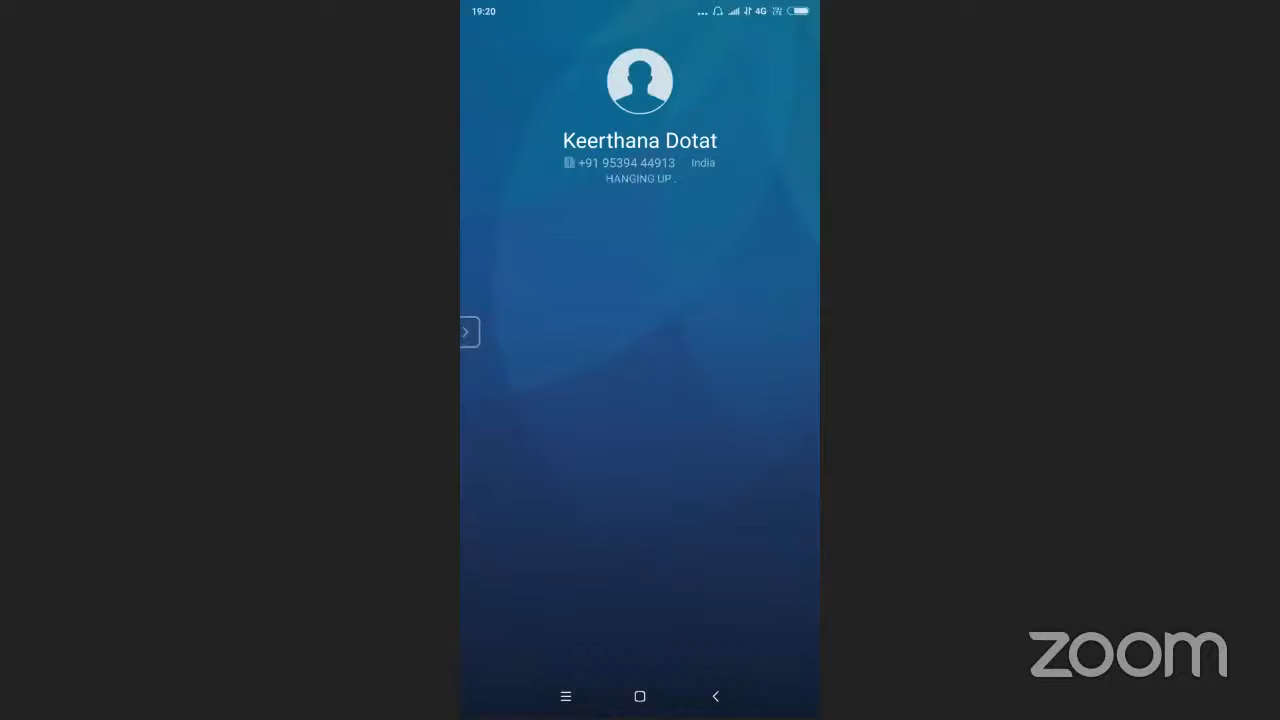 19:20
4G
Keerthana Dotat
+91 95394 44913 India
HANGING UP .
zoom